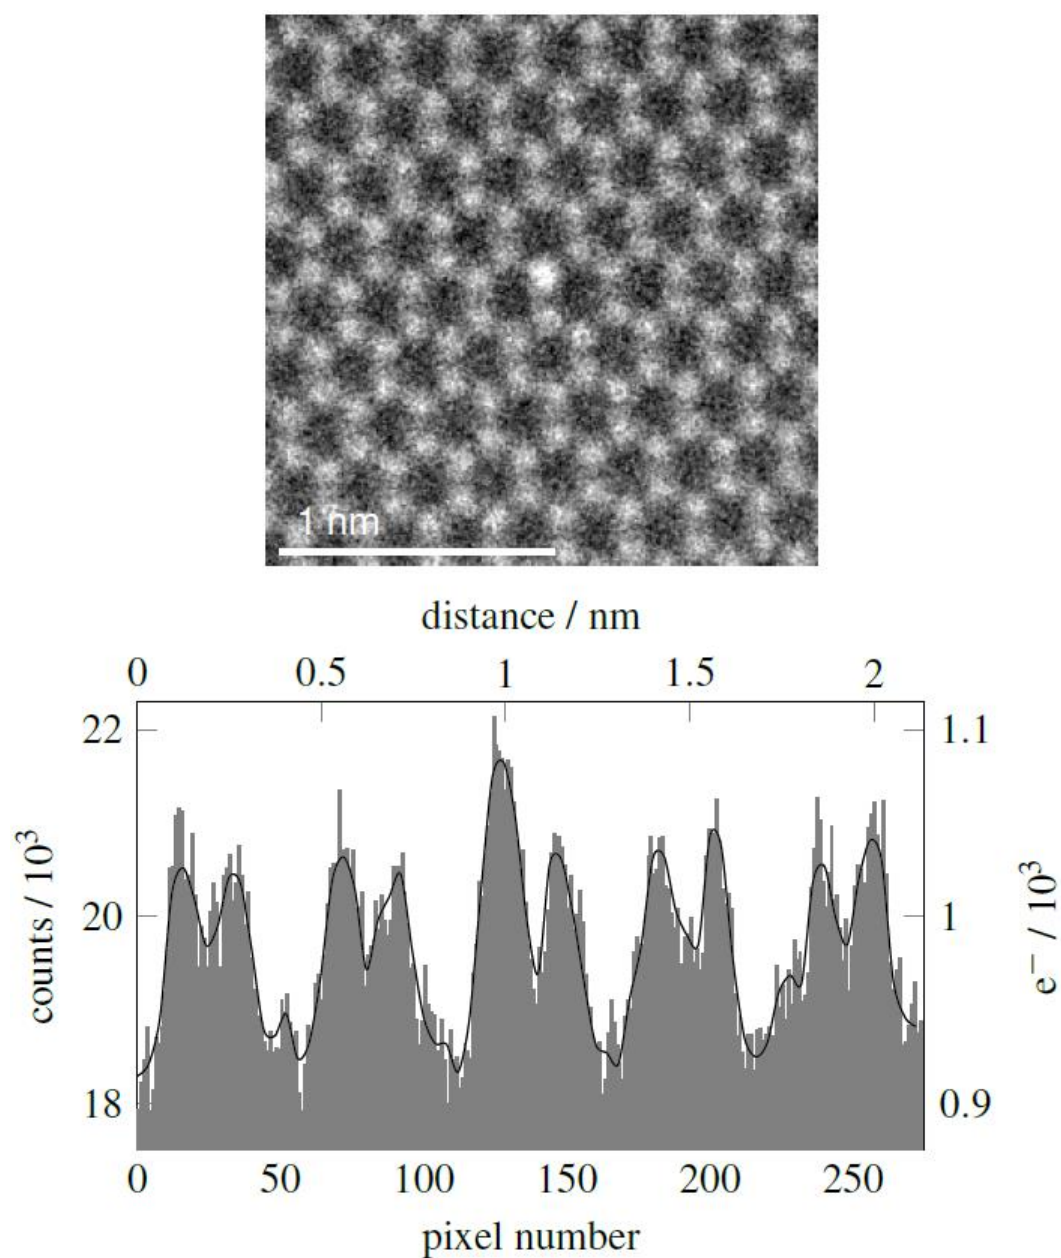 1 nm
distance / nm
0 0.5 1 1.5 2
22 1.1
20 1
18 0.9
counts / 10³
e⁻ / 10³
0 50 100 150 200 250
pixel number